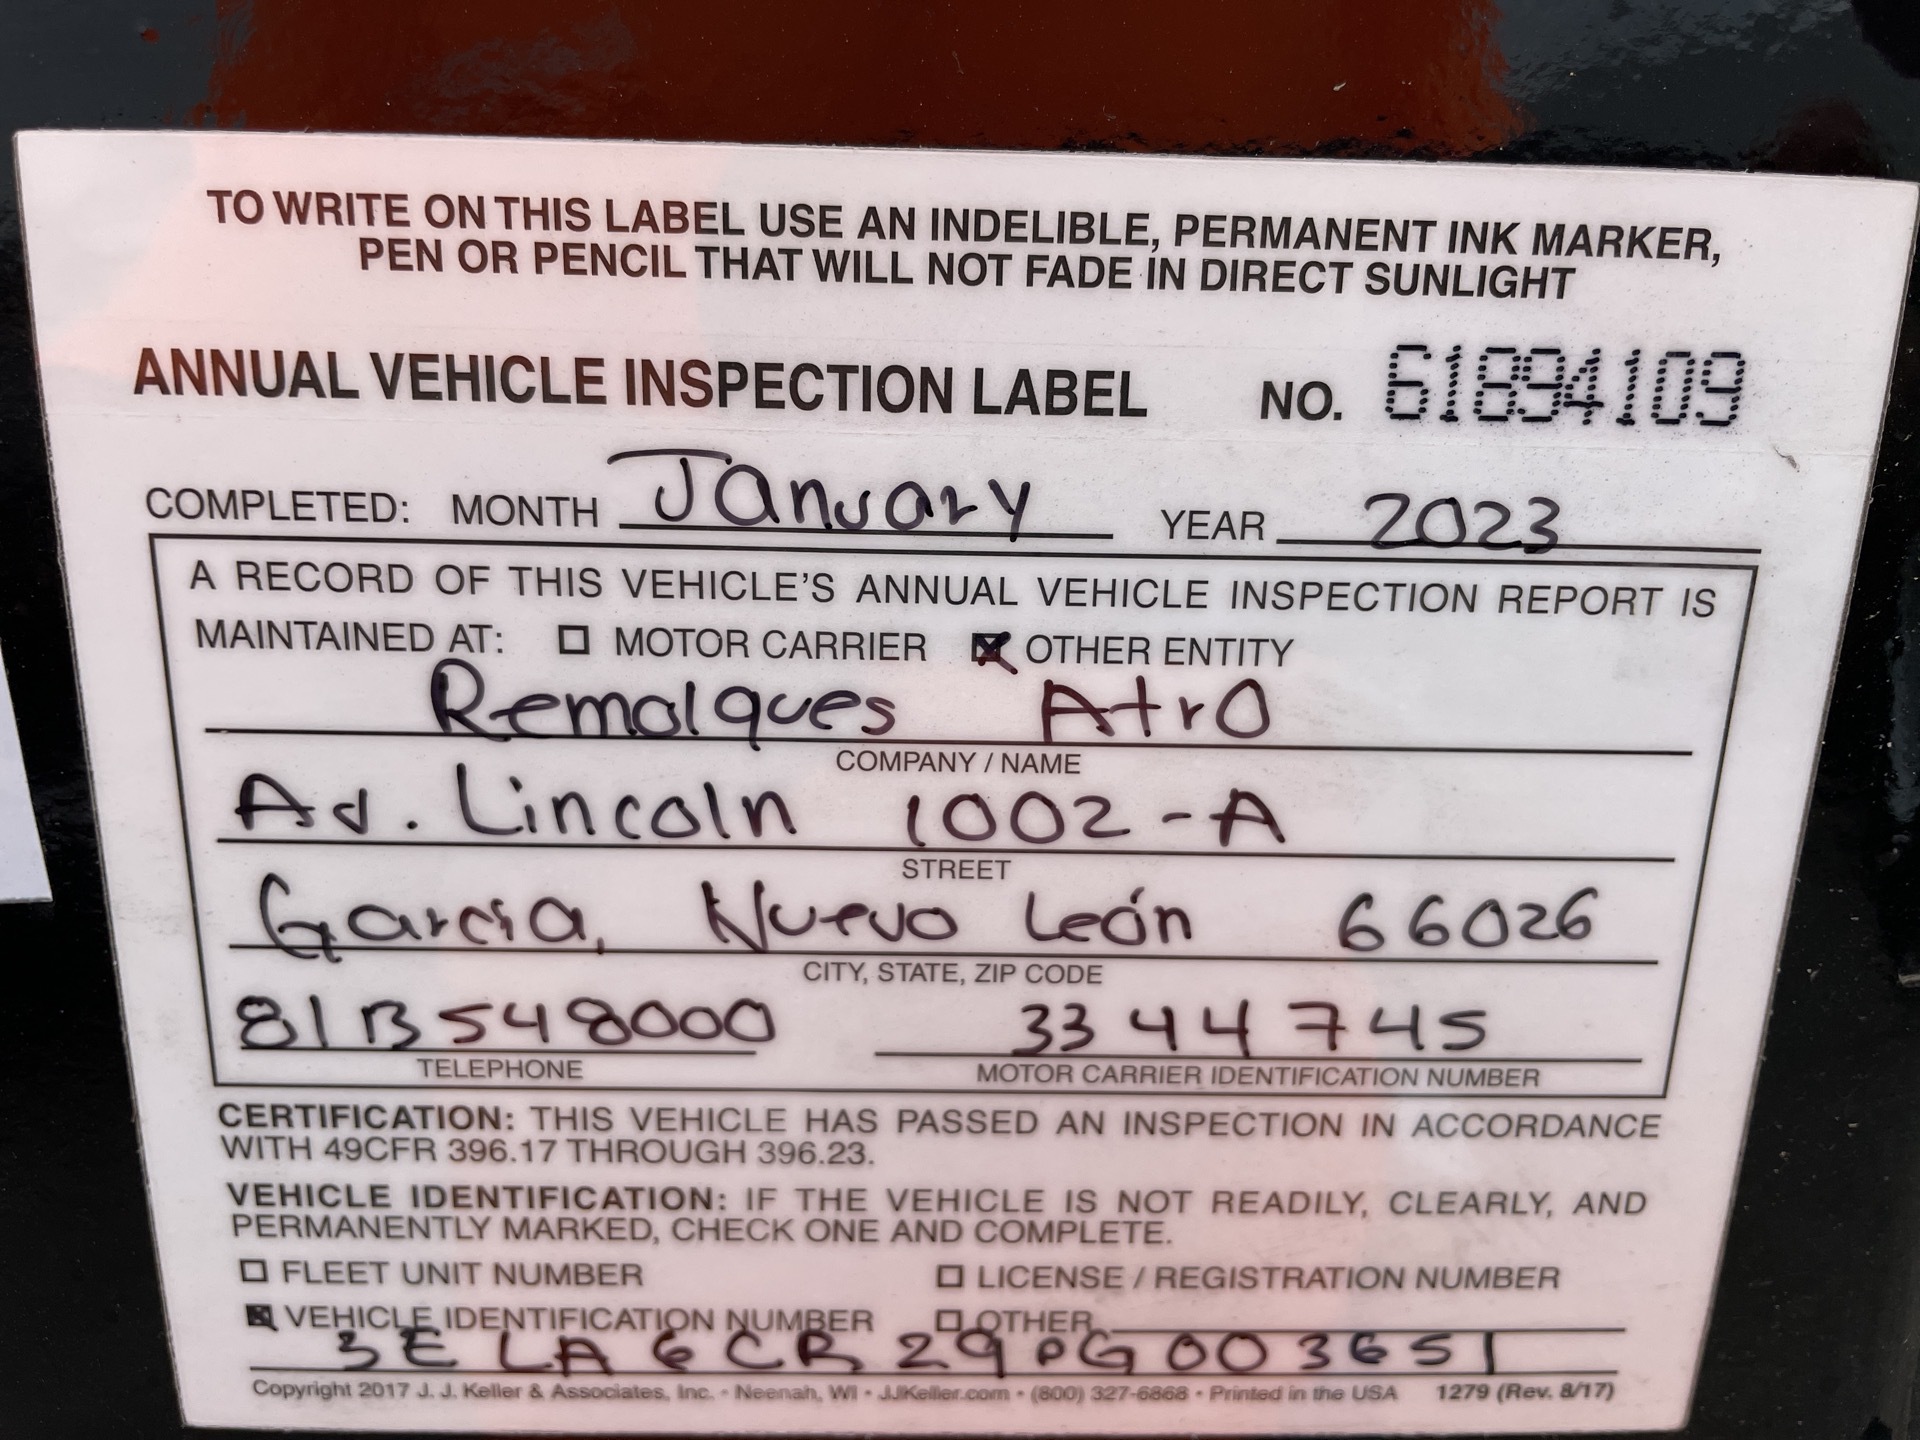 TO WRITE ON THIS LABEL USE AN INDELIBLE, PERMANENT INK MARKER,
PEN OR PENCIL THAT WILL NOT FADE IN DIRECT SUNLIGHT
ANNUAL VEHICLE INSPECTION LABEL NO. 61894109
COMPLETED: MONTH January YEAR 2023
A RECORD OF THIS VEHICLE'S ANNUAL VEHICLE INSPECTION REPORT IS
MAINTAINED AT: ☐ MOTOR CARRIER ☒ OTHER ENTITY
Remolques AtrO
COMPANY / NAME
Av. Lincoln 1002-A
STREET
Garcia, Nuevo León 66026
CITY, STATE, ZIP CODE
81B548000 3344745
TELEPHONE MOTOR CARRIER IDENTIFICATION NUMBER
CERTIFICATION: THIS VEHICLE HAS PASSED AN INSPECTION IN ACCORDANCE
WITH 49CFR 396.17 THROUGH 396.23.
VEHICLE IDENTIFICATION: IF THE VEHICLE IS NOT READILY, CLEARLY, AND
PERMANENTLY MARKED, CHECK ONE AND COMPLETE.
☐ FLEET UNIT NUMBER ☐ LICENSE / REGISTRATION NUMBER
☒ VEHICLE IDENTIFICATION NUMBER ☐ OTHER
3ELA6CR29PG003651
Copyright 2017 J. J. Keller & Associates, Inc. • Neenah, WI • JJKeller.com • (800) 327-6868 • Printed in the USA 1279 (Rev. 8/17)